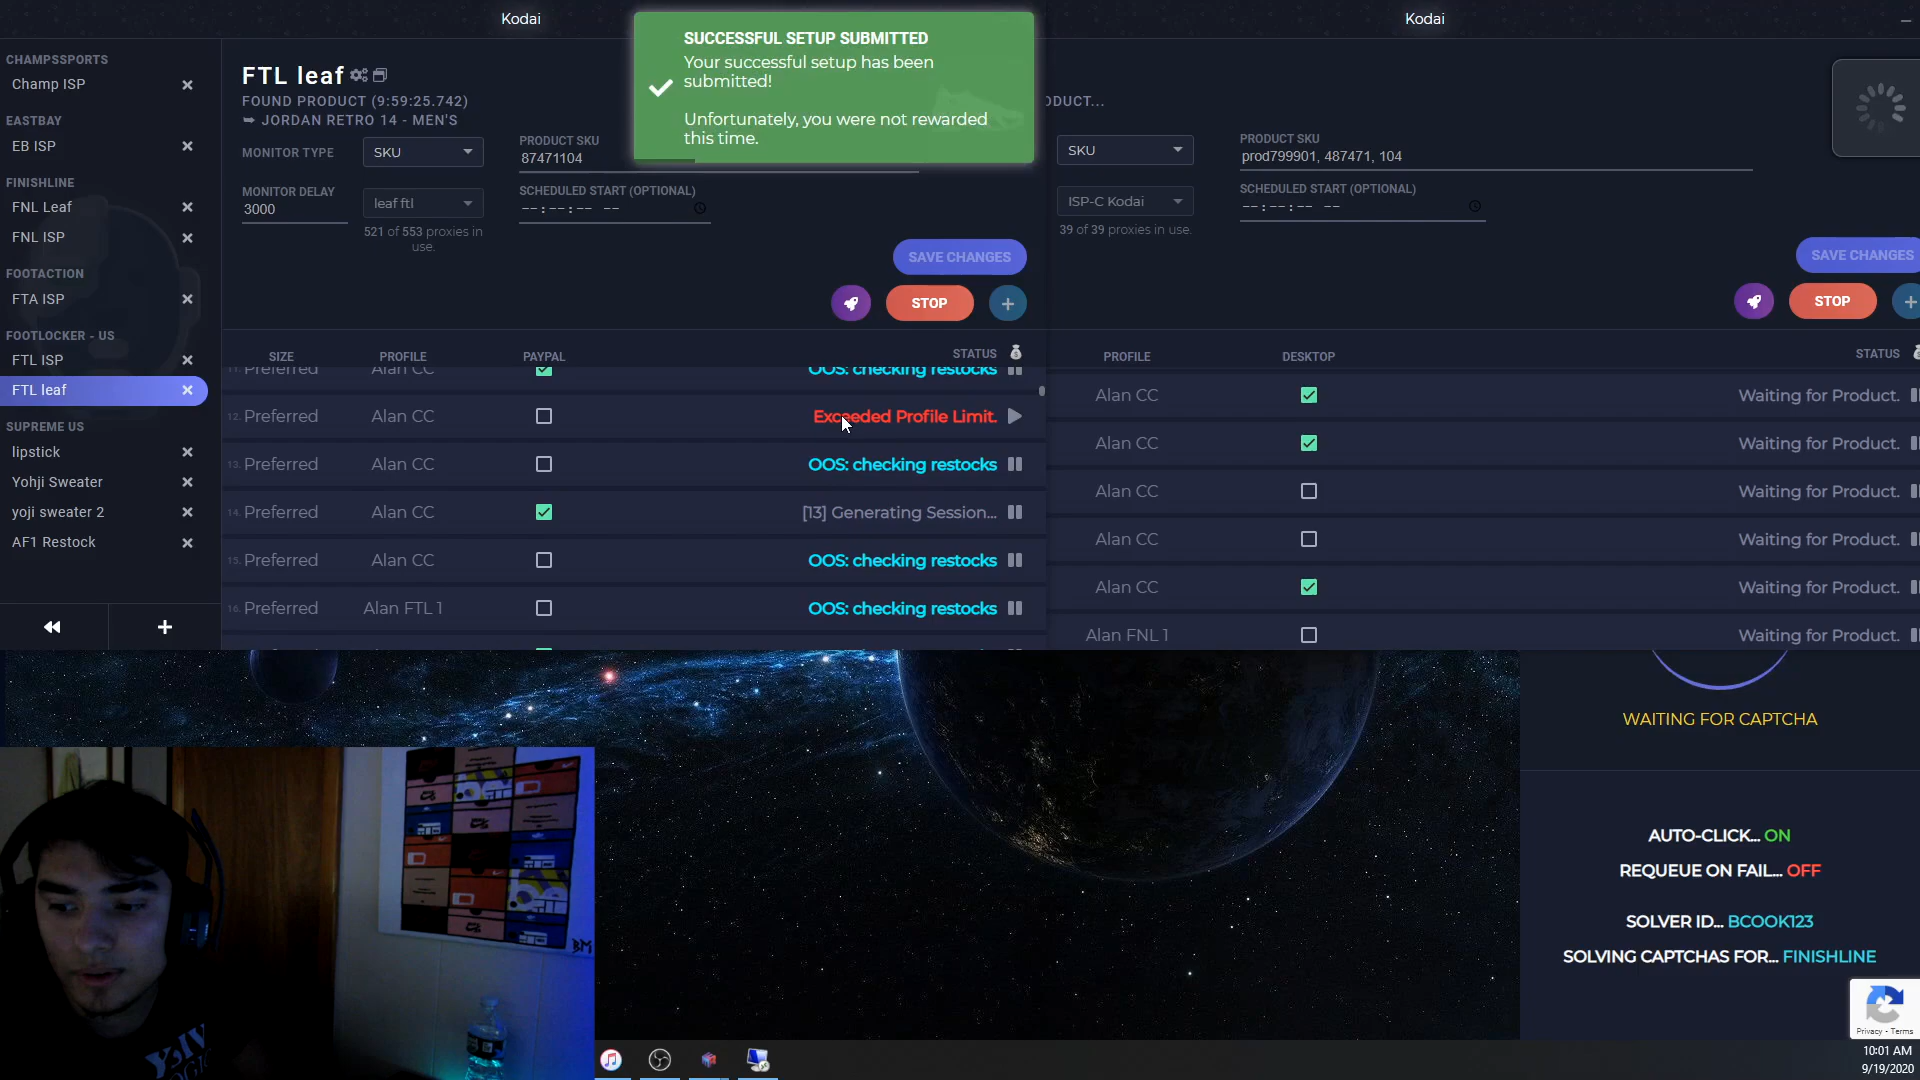 Kodai
Kodai
SUCCESSFUL SETUP SUBMITTED
Your successful setup has been
submitted!
Unfortunately, you were not rewarded
this time.
CHAMPSSPORTS
Champ ISP
EASTBAY
EB ISP
FINISHLINE
FNL Leaf
FNL ISP
FOOTACTION
FTA ISP
FOOTLOCKER - US
FTL ISP
FTL leaf
SUPREME US
lipstick
Yohji Sweater
yoji sweater 2
AF1 Restock
FTL leaf
FOUND PRODUCT (9:59:25.742)
JORDAN RETRO 14 - MEN'S
MONITOR TYPE
SKU
PRODUCT SKU
87471104
MONITOR DELAY
3000
leaf ftl
521 of 553 proxies in
use.
SCHEDULED START (OPTIONAL)
--:--:-- --
SAVE CHANGES
STOP
SIZE PROFILE PAYPAL STATUS
11. Preferred Alan CC OOS: checking restocks
12. Preferred Alan CC Exceeded Profile Limit.
13. Preferred Alan CC OOS: checking restocks
14. Preferred Alan CC [13] Generating Session...
15. Preferred Alan CC OOS: checking restocks
16. Preferred Alan FTL 1 OOS: checking restocks
DUCT...
SKU
PRODUCT SKU
prod799901, 487471, 104
ISP-C Kodai
39 of 39 proxies in use.
SCHEDULED START (OPTIONAL)
--:--:-- --
SAVE CHANGES
STOP
PROFILE DESKTOP STATUS
Alan CC Waiting for Product.
Alan CC Waiting for Product.
Alan CC Waiting for Product.
Alan CC Waiting for Product.
Alan CC Waiting for Product.
Alan FNL 1 Waiting for Product.
WAITING FOR CAPTCHA
AUTO-CLICK... ON
REQUEUE ON FAIL... OFF
SOLVER ID... BCOOK123
SOLVING CAPTCHAS FOR... FINISHLINE
Privacy - Terms
BM
10:01 AM
9/19/2020